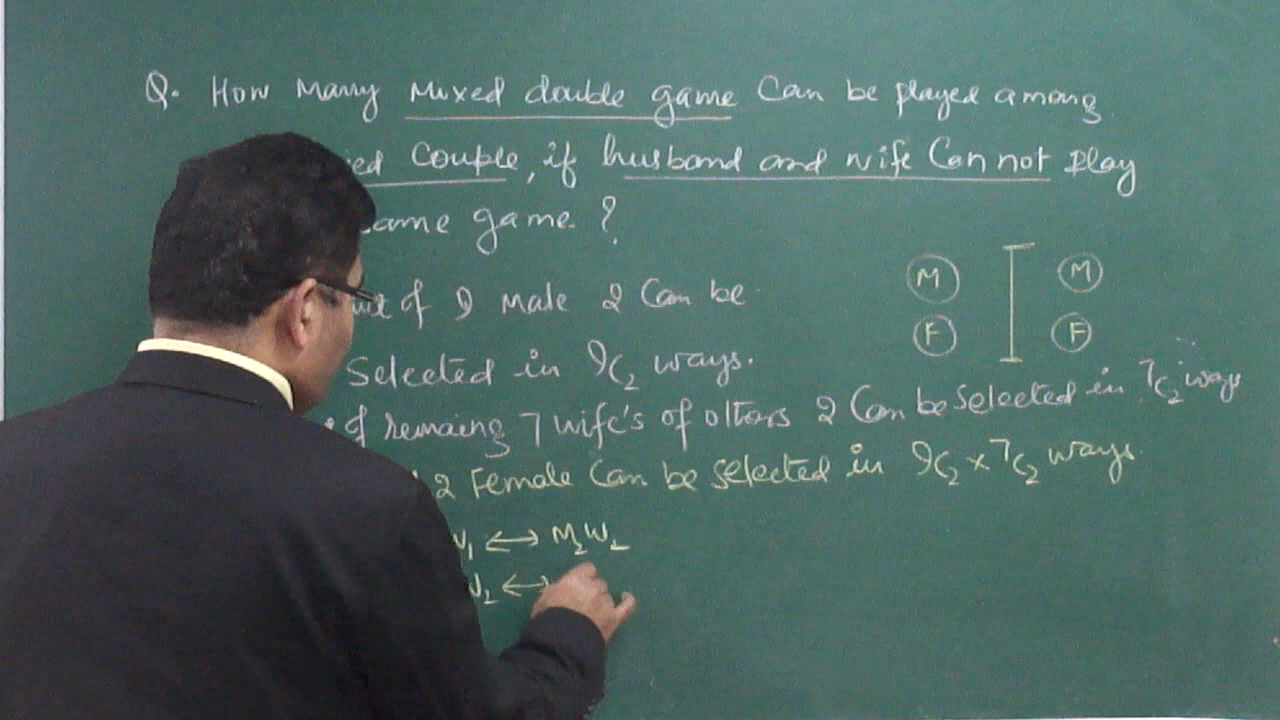 Q. How Many Mixed double game Can be played among
Couple, if husband and wife Can not Play
game ?
of 9 Male 2 Can be
Selected in 9C2 ways.
of remaing 7 wife's of others 2 Can be selected in 7C2 ways
2 Female Can be selected in 9C2 x 7C2 ways.
W1 ↔ M2W2
W2 ↔
M M
F F